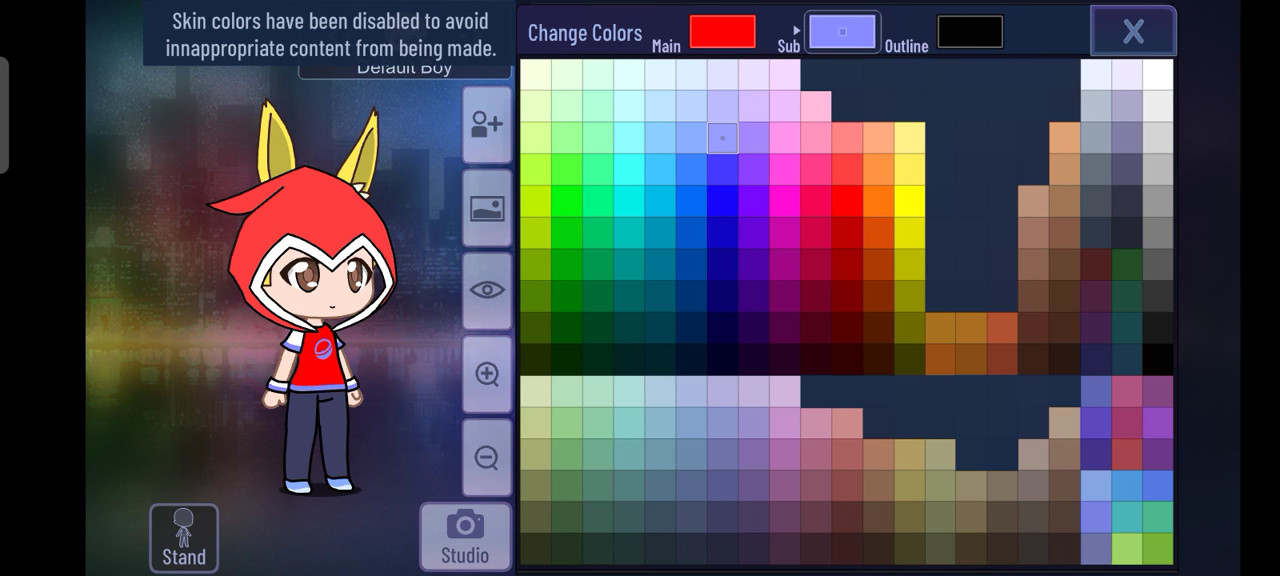 Skin colors have been disabled to avoid
innappropriate content from being made.
Default Boy
Change Colors
Main
Sub
Outline
X
Stand
Studio